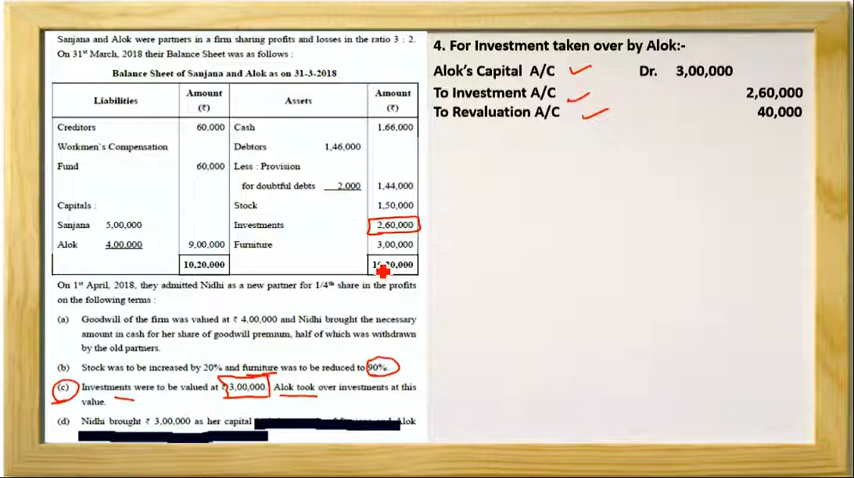 Sanjana and Alok were partners in a firm sharing profits and losses in the ratio 3 : 2.
On 31st March, 2018 their Balance Sheet was as follows :
Balance Sheet of Sanjana and Alok as on 31-3-2018
Liabilities Amount (₹) Assets Amount (₹)
Creditors 60,000 Cash 1,66,000
Workmen's Compensation Debtors 1,46,000
Fund 60,000 Less : Provision
for doubtful debts 2,000 1,44,000
Capitals : Stock 1,50,000
Sanjana 5,00,000 Investments 2,60,000
Alok 4,00,000 9,00,000 Furniture 3,00,000
10,20,000 20,000
On 1st April, 2018, they admitted Nidhi as a new partner for 1/4th share in the profits
on the following terms :
(a) Goodwill of the firm was valued at ₹ 4,00,000 and Nidhi brought the necessary
amount in cash for her share of goodwill premium, half of which was withdrawn
by the old partners.
(b) Stock was to be increased by 20% and furniture was to be reduced to 90%.
(c) Investments were to be valued at ₹ 3,00,000. Alok took over investments at this
value.
(d) Nidhi brought ₹ 3,00,000 as her capital Alok
4. For Investment taken over by Alok:-
Alok's Capital A/C Dr. 3,00,000
To Investment A/C 2,60,000
To Revaluation A/C 40,000